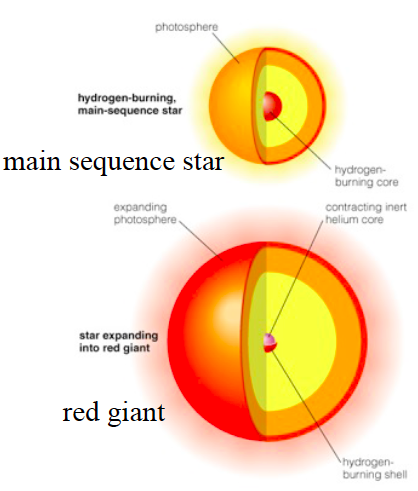 photosphere
hydrogen-burning,
main-sequence star
main sequence star
hydrogen-
burning core
expanding
photosphere
contracting inert
helium core
star expanding
into red giant
red giant
hydrogen-
burning shell